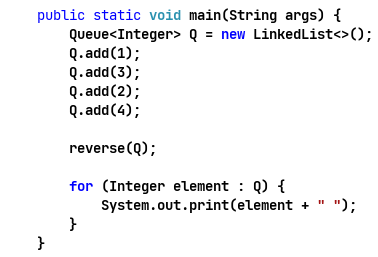 public static void main(String args) {
    Queue<Integer> Q = new LinkedList<>();
    Q.add(1);
    Q.add(3);
    Q.add(2);
    Q.add(4);

    reverse(Q);

    for (Integer element : Q) {
        System.out.print(element + " ");
    }
}